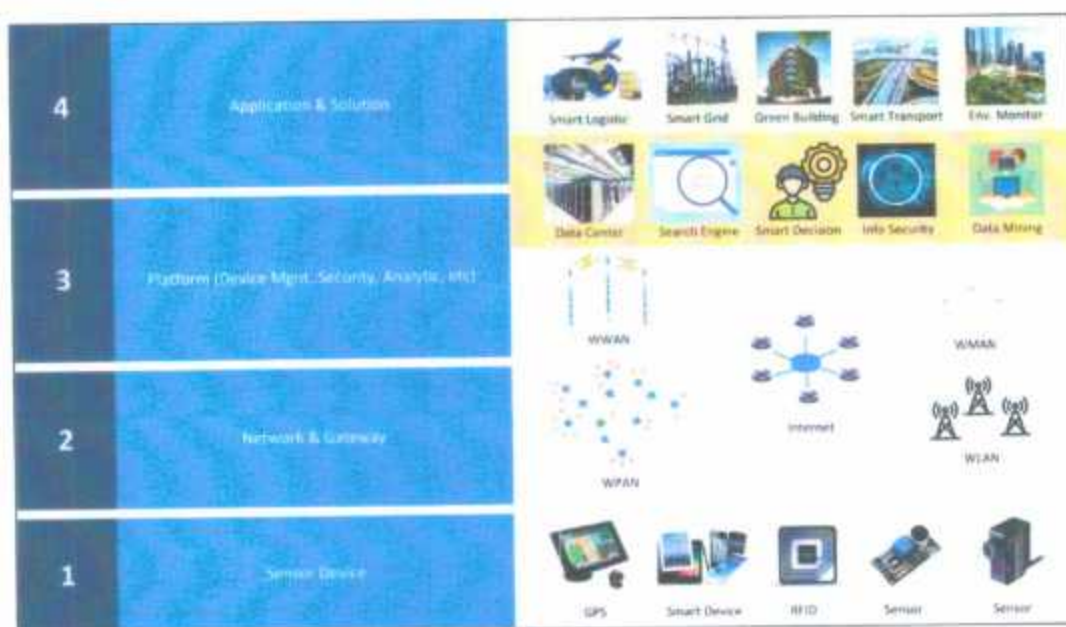 4
Application & Solution
Smart Logistic Smart Grid Green Building Smart Transport Env. Monitor
Data Center Search Engine Smart Decision Info Security Data Mining
3
Platform (Device Mgnt, Security, Analytic, etc)
WWAN
WMAN
Internet
2
Network & Gateway
WPAN
WLAN
1
Sensor Device
GPS Smart Device RFID Sensor Sensor